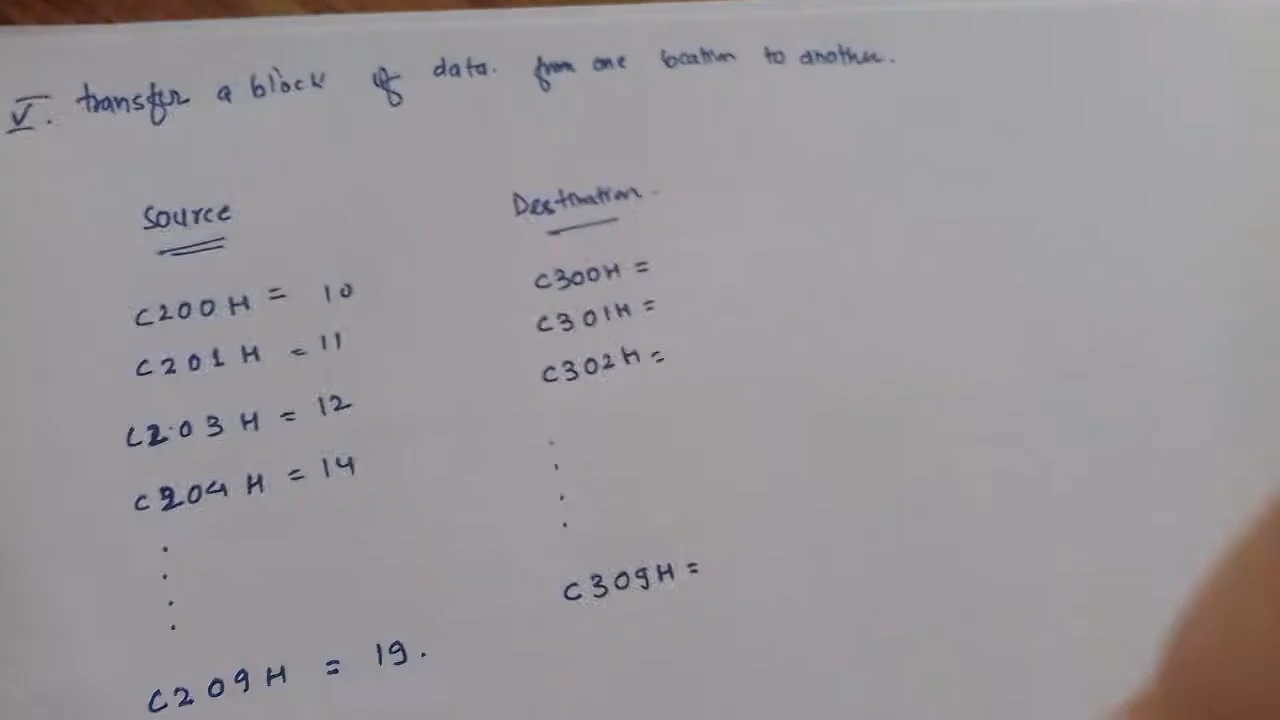 V. transfer a block of data. from one location to another.
Source
Destination.
C200H = 10
C300H =
C201H = 11
C301H =
C203H = 12
C302H =
C204H = 14
C309H =
C209H = 19.